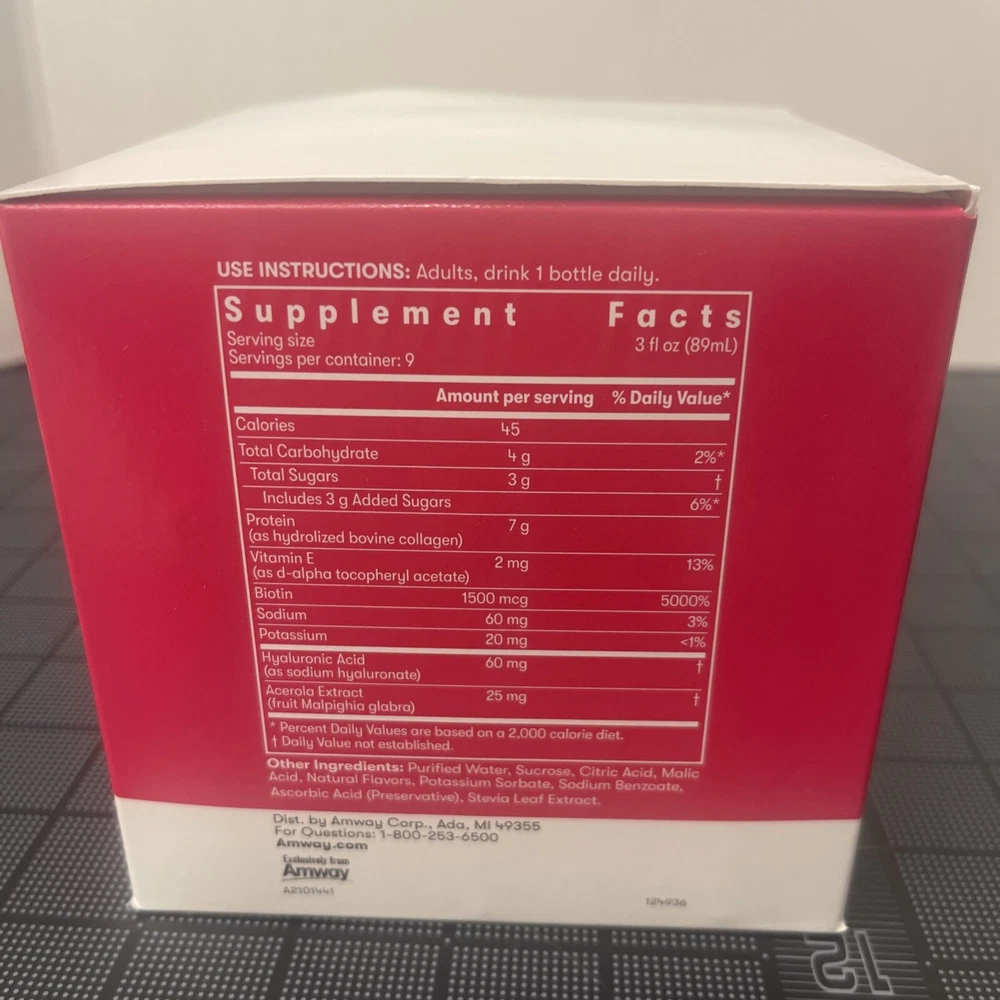 USE INSTRUCTIONS: Adults, drink 1 bottle daily.
Supplement Facts
Serving size 3 fl oz (89mL)
Servings per container: 9
Amount per serving % Daily Value*
Calories 45
Total Carbohydrate 4 g 2%*
Total Sugars 3 g †
Includes 3 g Added Sugars 6%*
Protein 7 g
(as hydrolized bovine collagen)
Vitamin E 2 mg 13%
(as d-alpha tocopheryl acetate)
Biotin 1500 mcg 5000%
Sodium 60 mg 3%
Potassium 20 mg <1%
Hyaluronic Acid 60 mg †
(as sodium hyaluronate)
Acerola Extract 25 mg †
(fruit Malpighia glabra)
* Percent Daily Values are based on a 2,000 calorie diet.
† Daily Value not established.
Other Ingredients: Purified Water, Sucrose, Citric Acid, Malic
Acid, Natural Flavors, Potassium Sorbate, Sodium Benzoate,
Ascorbic Acid (Preservative), Stevia Leaf Extract.
Dist. by Amway Corp., Ada, MI 49355
For Questions: 1-800-253-6500
Amway.com
Exclusively from
Amway
A21D1441
124936
12